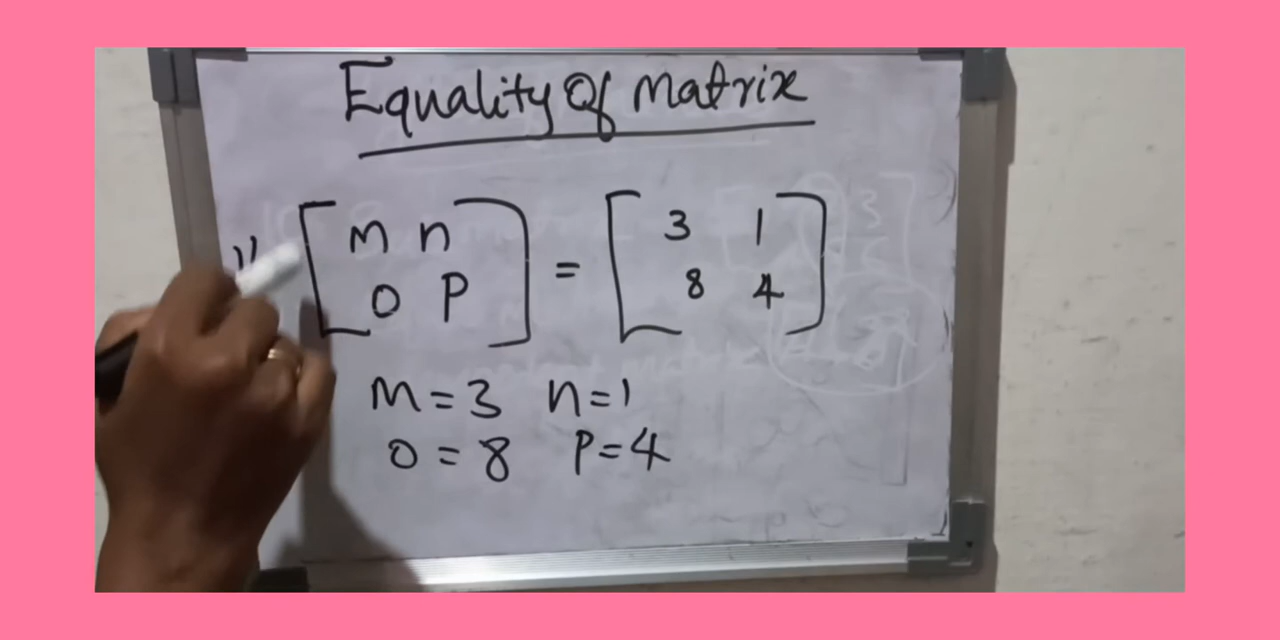 Equality Of matrix
m n = 3 1
O P 8 4
m = 3 n = 1
O = 8 P = 4